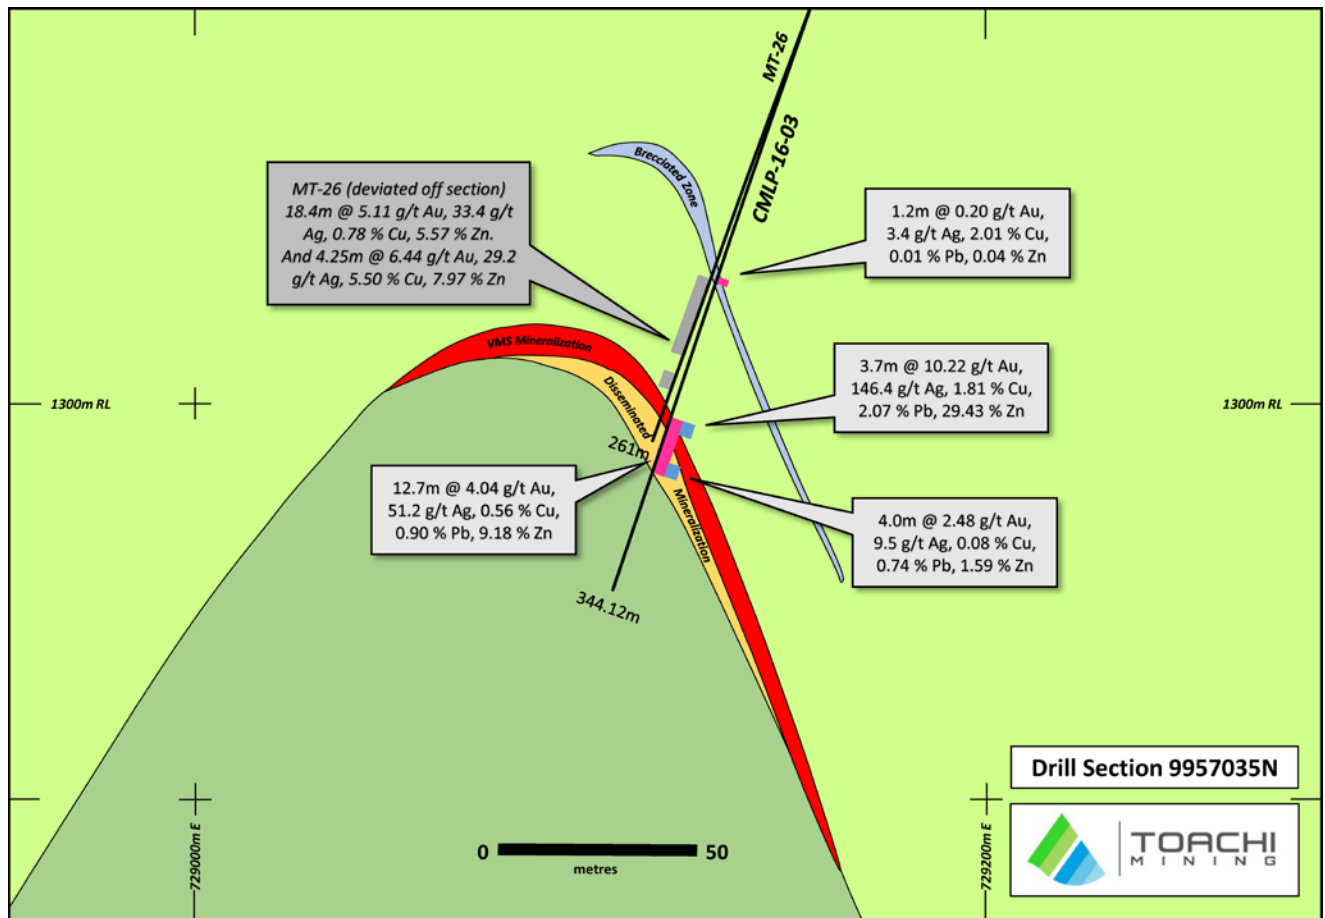 MT-26
CMLP-16-03
Brecciated Zone
MT-26 (deviated off section)
18.4m @ 5.11 g/t Au, 33.4 g/t
Ag, 0.78 % Cu, 5.57 % Zn.
And 4.25m @ 6.44 g/t Au, 29.2
g/t Ag, 5.50 % Cu, 7.97 % Zn
1.2m @ 0.20 g/t Au,
3.4 g/t Ag, 2.01 % Cu,
0.01 % Pb, 0.04 % Zn
VMS Mineralization
3.7m @ 10.22 g/t Au,
146.4 g/t Ag, 1.81 % Cu,
2.07 % Pb, 29.43 % Zn
1300m RL
1300m RL
Disseminated
Mineralization
261m
12.7m @ 4.04 g/t Au,
51.2 g/t Ag, 0.56 % Cu,
0.90 % Pb, 9.18 % Zn
4.0m @ 2.48 g/t Au,
9.5 g/t Ag, 0.08 % Cu,
0.74 % Pb, 1.59 % Zn
344.12m
Drill Section 9957035N
729000m E
729200m E
0
50
metres
TOACHI
MINING